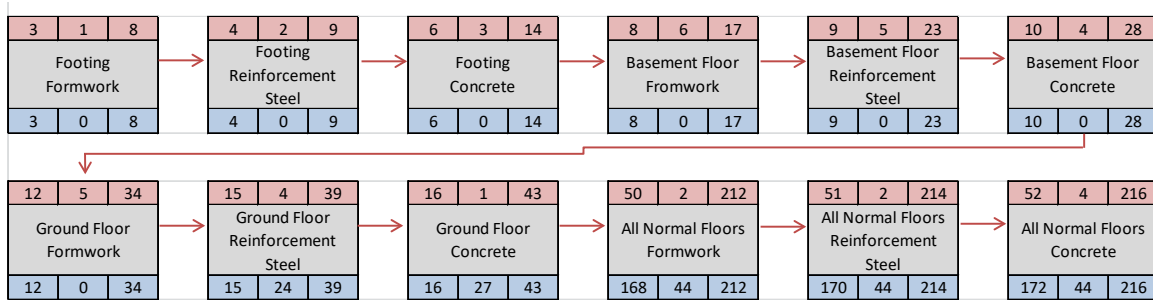 3 1 8 4 2 9 6 3 14 8 6 17 9 5 23 10 4 28
Footing
Formwork
Footing
Reinforcement
Steel
Footing
Concrete
Basement Floor
Fromwork
Basement Floor
Reinforcement
Steel
Basement Floor
Concrete
3 0 8 4 0 9 6 0 14 8 0 17 9 0 23 10 0 28
12 5 34 15 4 39 16 1 43 50 2 212 51 2 214 52 4 216
Ground Floor
Formwork
Ground Floor
Reinforcement
Steel
Ground Floor
Concrete
All Normal Floors
Formwork
All Normal Floors
Reinforcement
Steel
All Normal Floors
Concrete
12 0 34 15 24 39 16 27 43 168 44 212 170 44 214 172 44 216